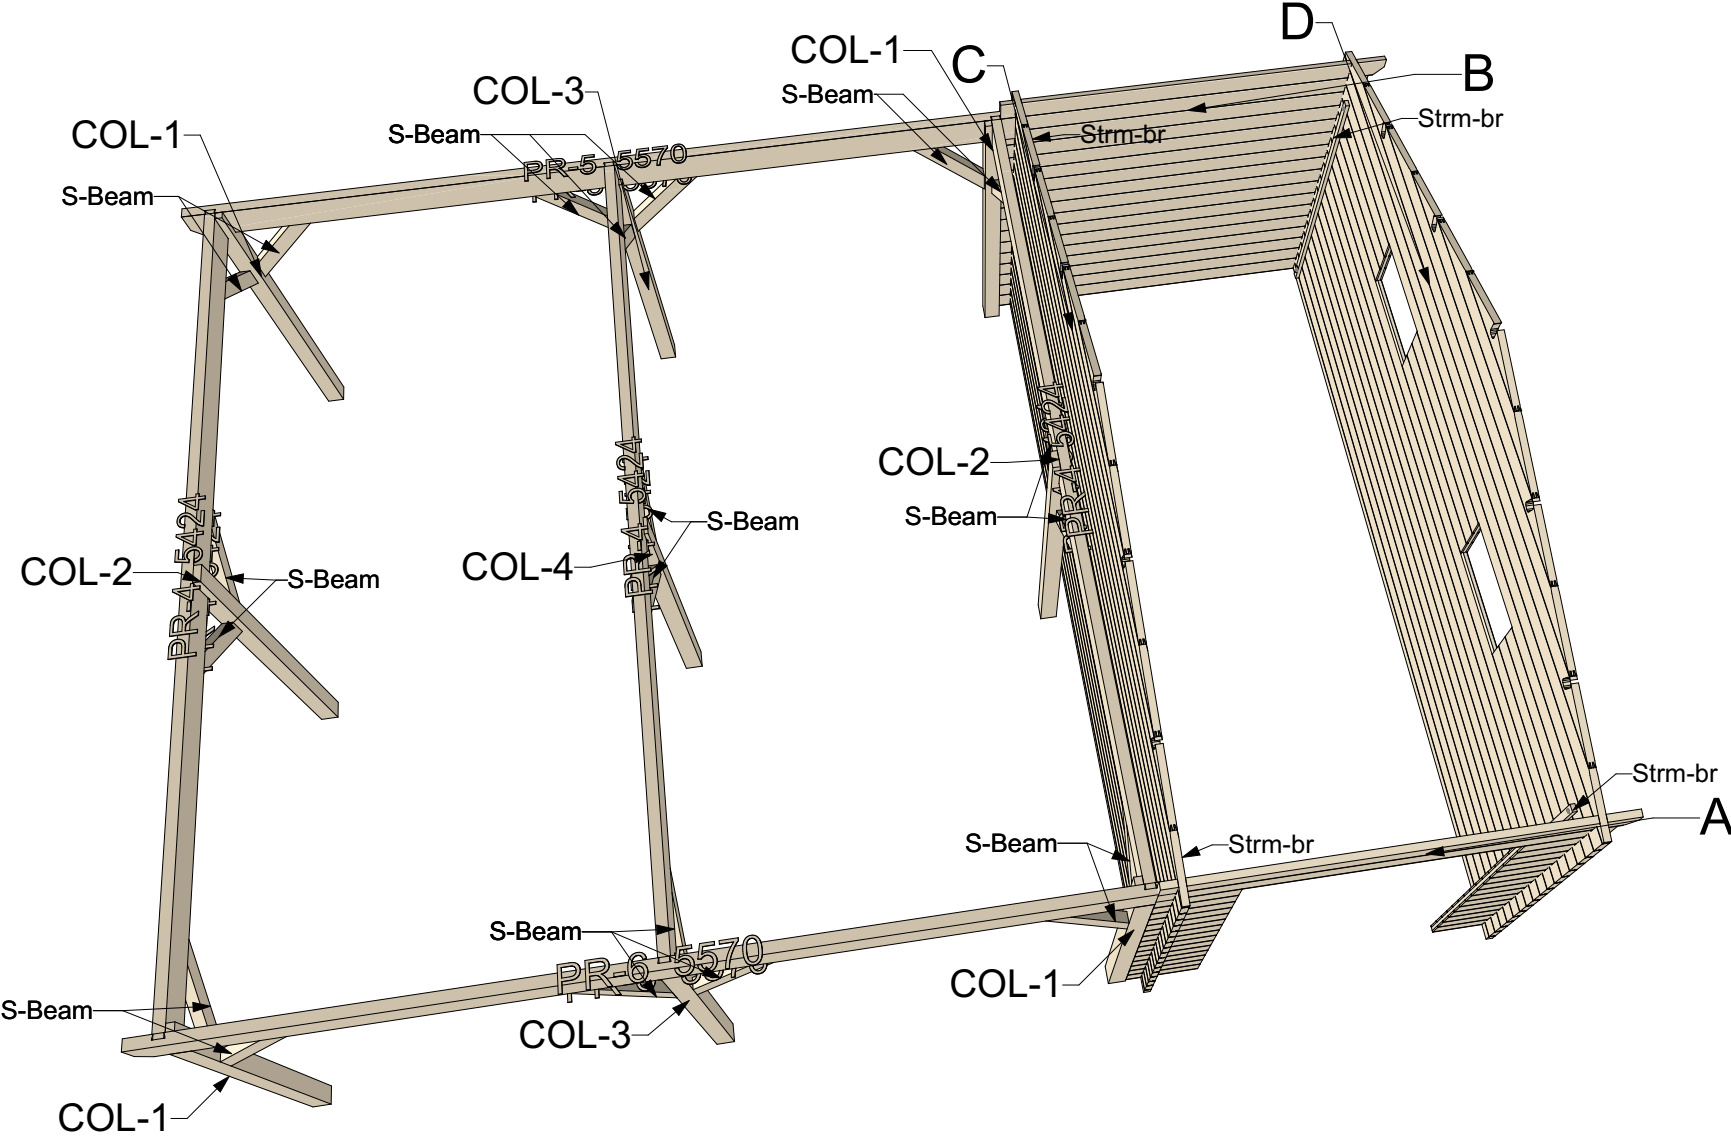 D
COL-1
C
B
COL-3
S-Beam
Strm-br
COL-1
S-Beam
Strm-br
PR-5 5570
S-Beam
COL-2
PR-4 5424
S-Beam
PR-4 5424
S-Beam
COL-4
PR-4 5424
COL-2
S-Beam
Strm-br
A
S-Beam
Strm-br
S-Beam
PR-6 5570
COL-1
S-Beam
COL-3
COL-1